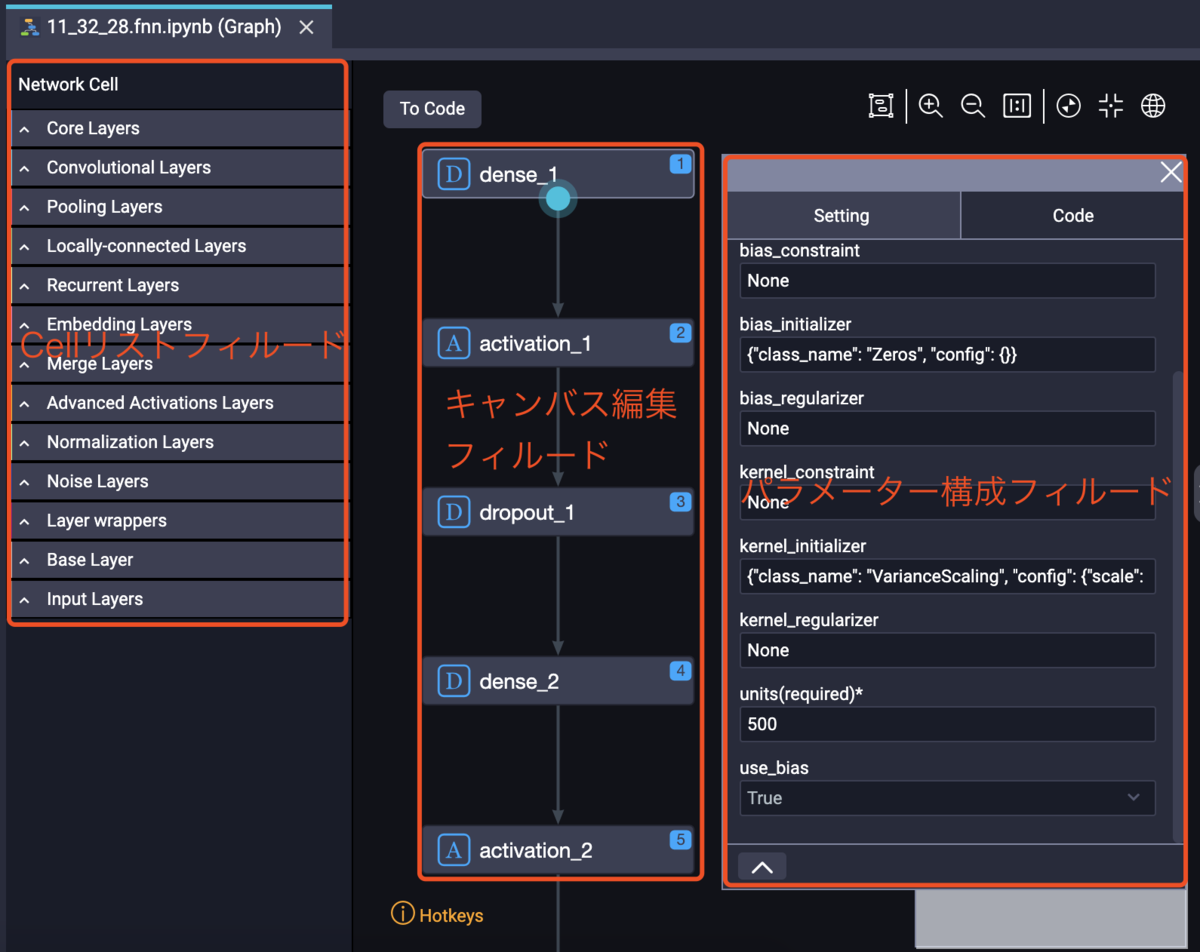 11_32_28.fnn.ipynb (Graph)
Network Cell
Core Layers
Convolutional Layers
Pooling Layers
Locally-connected Layers
Recurrent Layers
Embedding Layers
Cellリストフィルード
Merge Layers
Advanced Activations Layers
Normalization Layers
Noise Layers
Layer wrappers
Base Layer
Input Layers
To Code
D dense_1 1
A activation_1 2
キャンバス編集
フィルード
D dropout_1 3
D dense_2 4
A activation_2 5
Hotkeys
Setting Code
bias_constraint
None
bias_initializer
{"class_name": "Zeros", "config": {}}
bias_regularizer
None
kernel_constraint
パラメーター構成フィルード
None
kernel_initializer
{"class_name": "VarianceScaling", "config": {"scale":
kernel_regularizer
None
units(required)*
500
use_bias
True